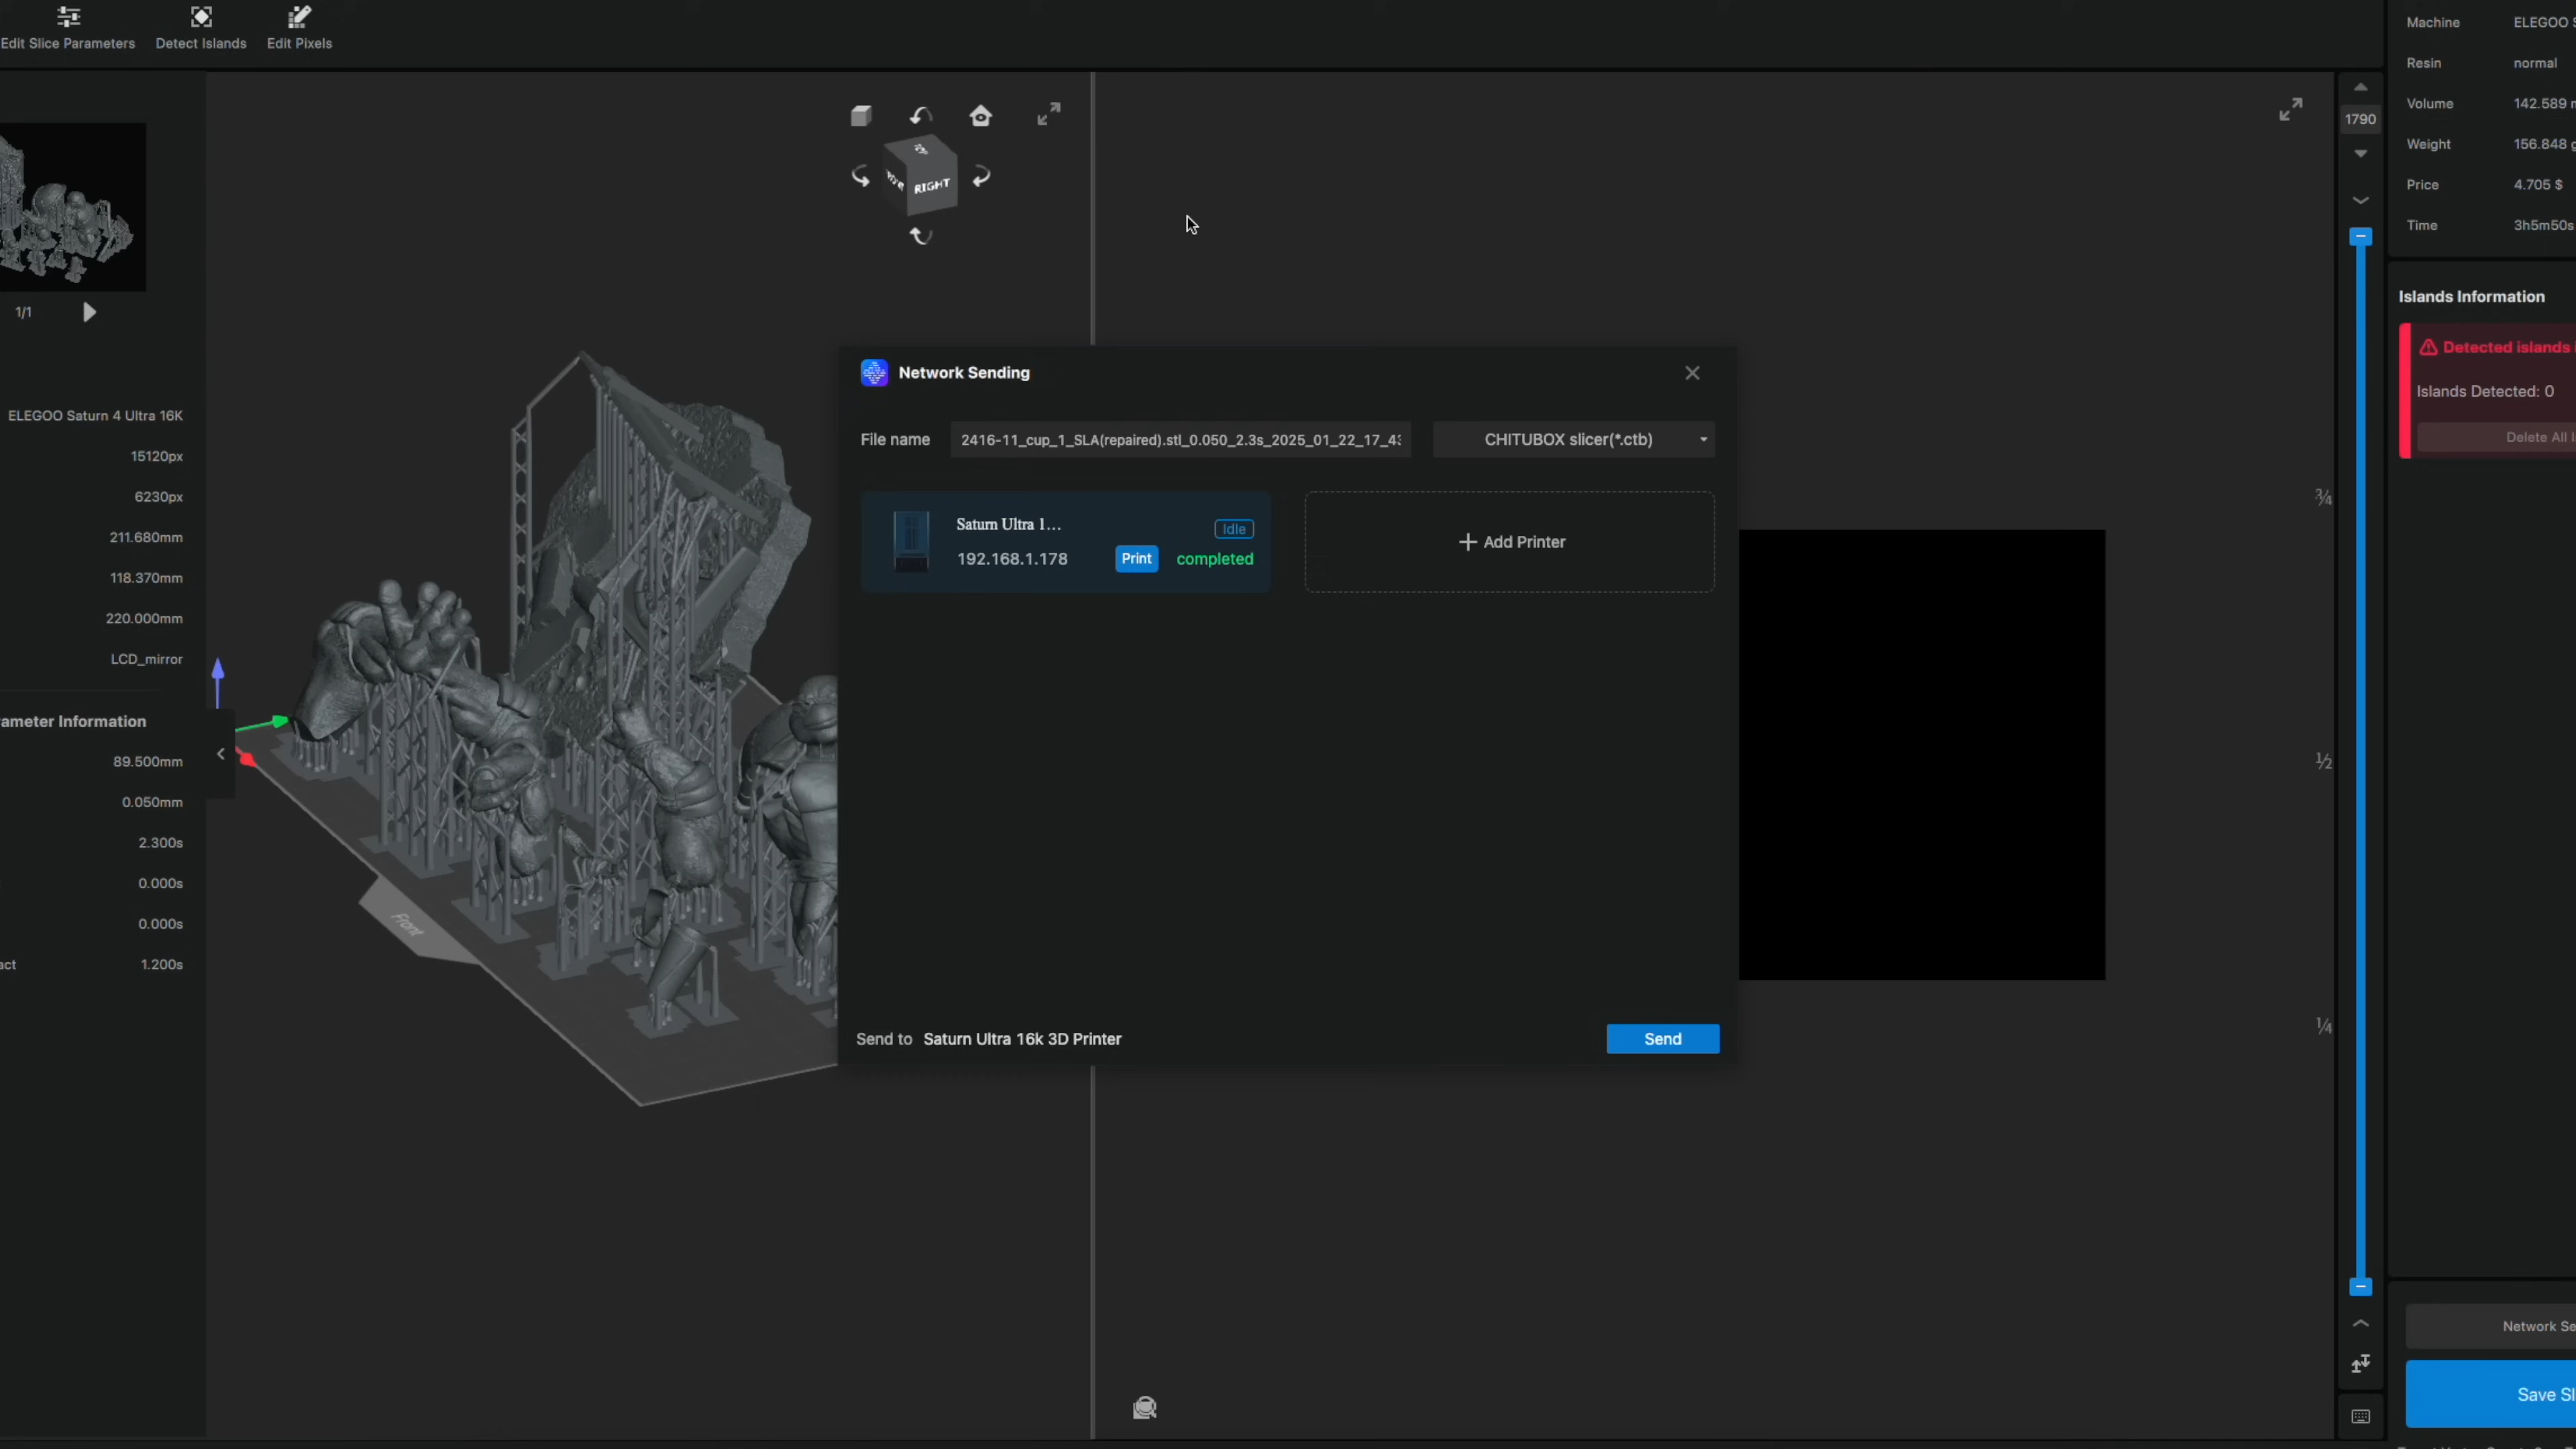 Edit Slice Parameters
Detect Islands
Edit Pixels
1/1
ELEGOO Saturn 4 Ultra 16K
15120px
6230px
211.680mm
118.370mm
220.000mm
LCD_mirror
ameter Information
89.500mm
0.050mm
2.300s
0.000s
0.000s
act 1.200s
RIGHT
Front
Network Sending
File name 2416-11_cup_1_SLA(repaired).stl_0.050_2.3s_2025_01_22_17_4 CHITUBOX slicer(*.ctb)
Saturn Ultra 1... Idle
192.168.1.178 Print completed
Add Printer
Send to Saturn Ultra 16k 3D Printer Send
1790
¾
½
¼
Machine ELEGOO
Resin normal
Volume 142.589
Weight 156.848
Price 4.705 $
Time 3h5m50s
Islands Information
Detected islands
Islands Detected: 0
Delete All
Network Se
Save Sl